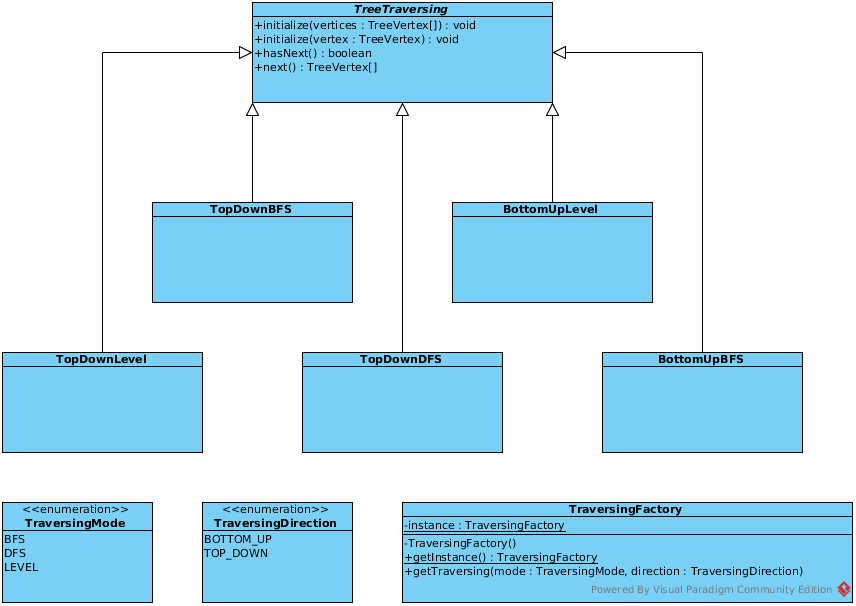 TreeTraversing
+initialize(vertices : TreeVertex[]) : void
+initialize(vertex : TreeVertex) : void
+hasNext() : boolean
+next() : TreeVertex[]
TopDownBFS
BottomUpLevel
TopDownLevel
TopDownDFS
BottomUpBFS
<<enumeration>>
TraversingMode
BFS
DFS
LEVEL
<<enumeration>>
TraversingDirection
BOTTOM_UP
TOP_DOWN
TraversingFactory
-instance : TraversingFactory
-TraversingFactory()
+getInstance() : TraversingFactory
+getTraversing(mode : TraversingMode, direction : TraversingDirection)
Powered By Visual Paradigm Community Edition